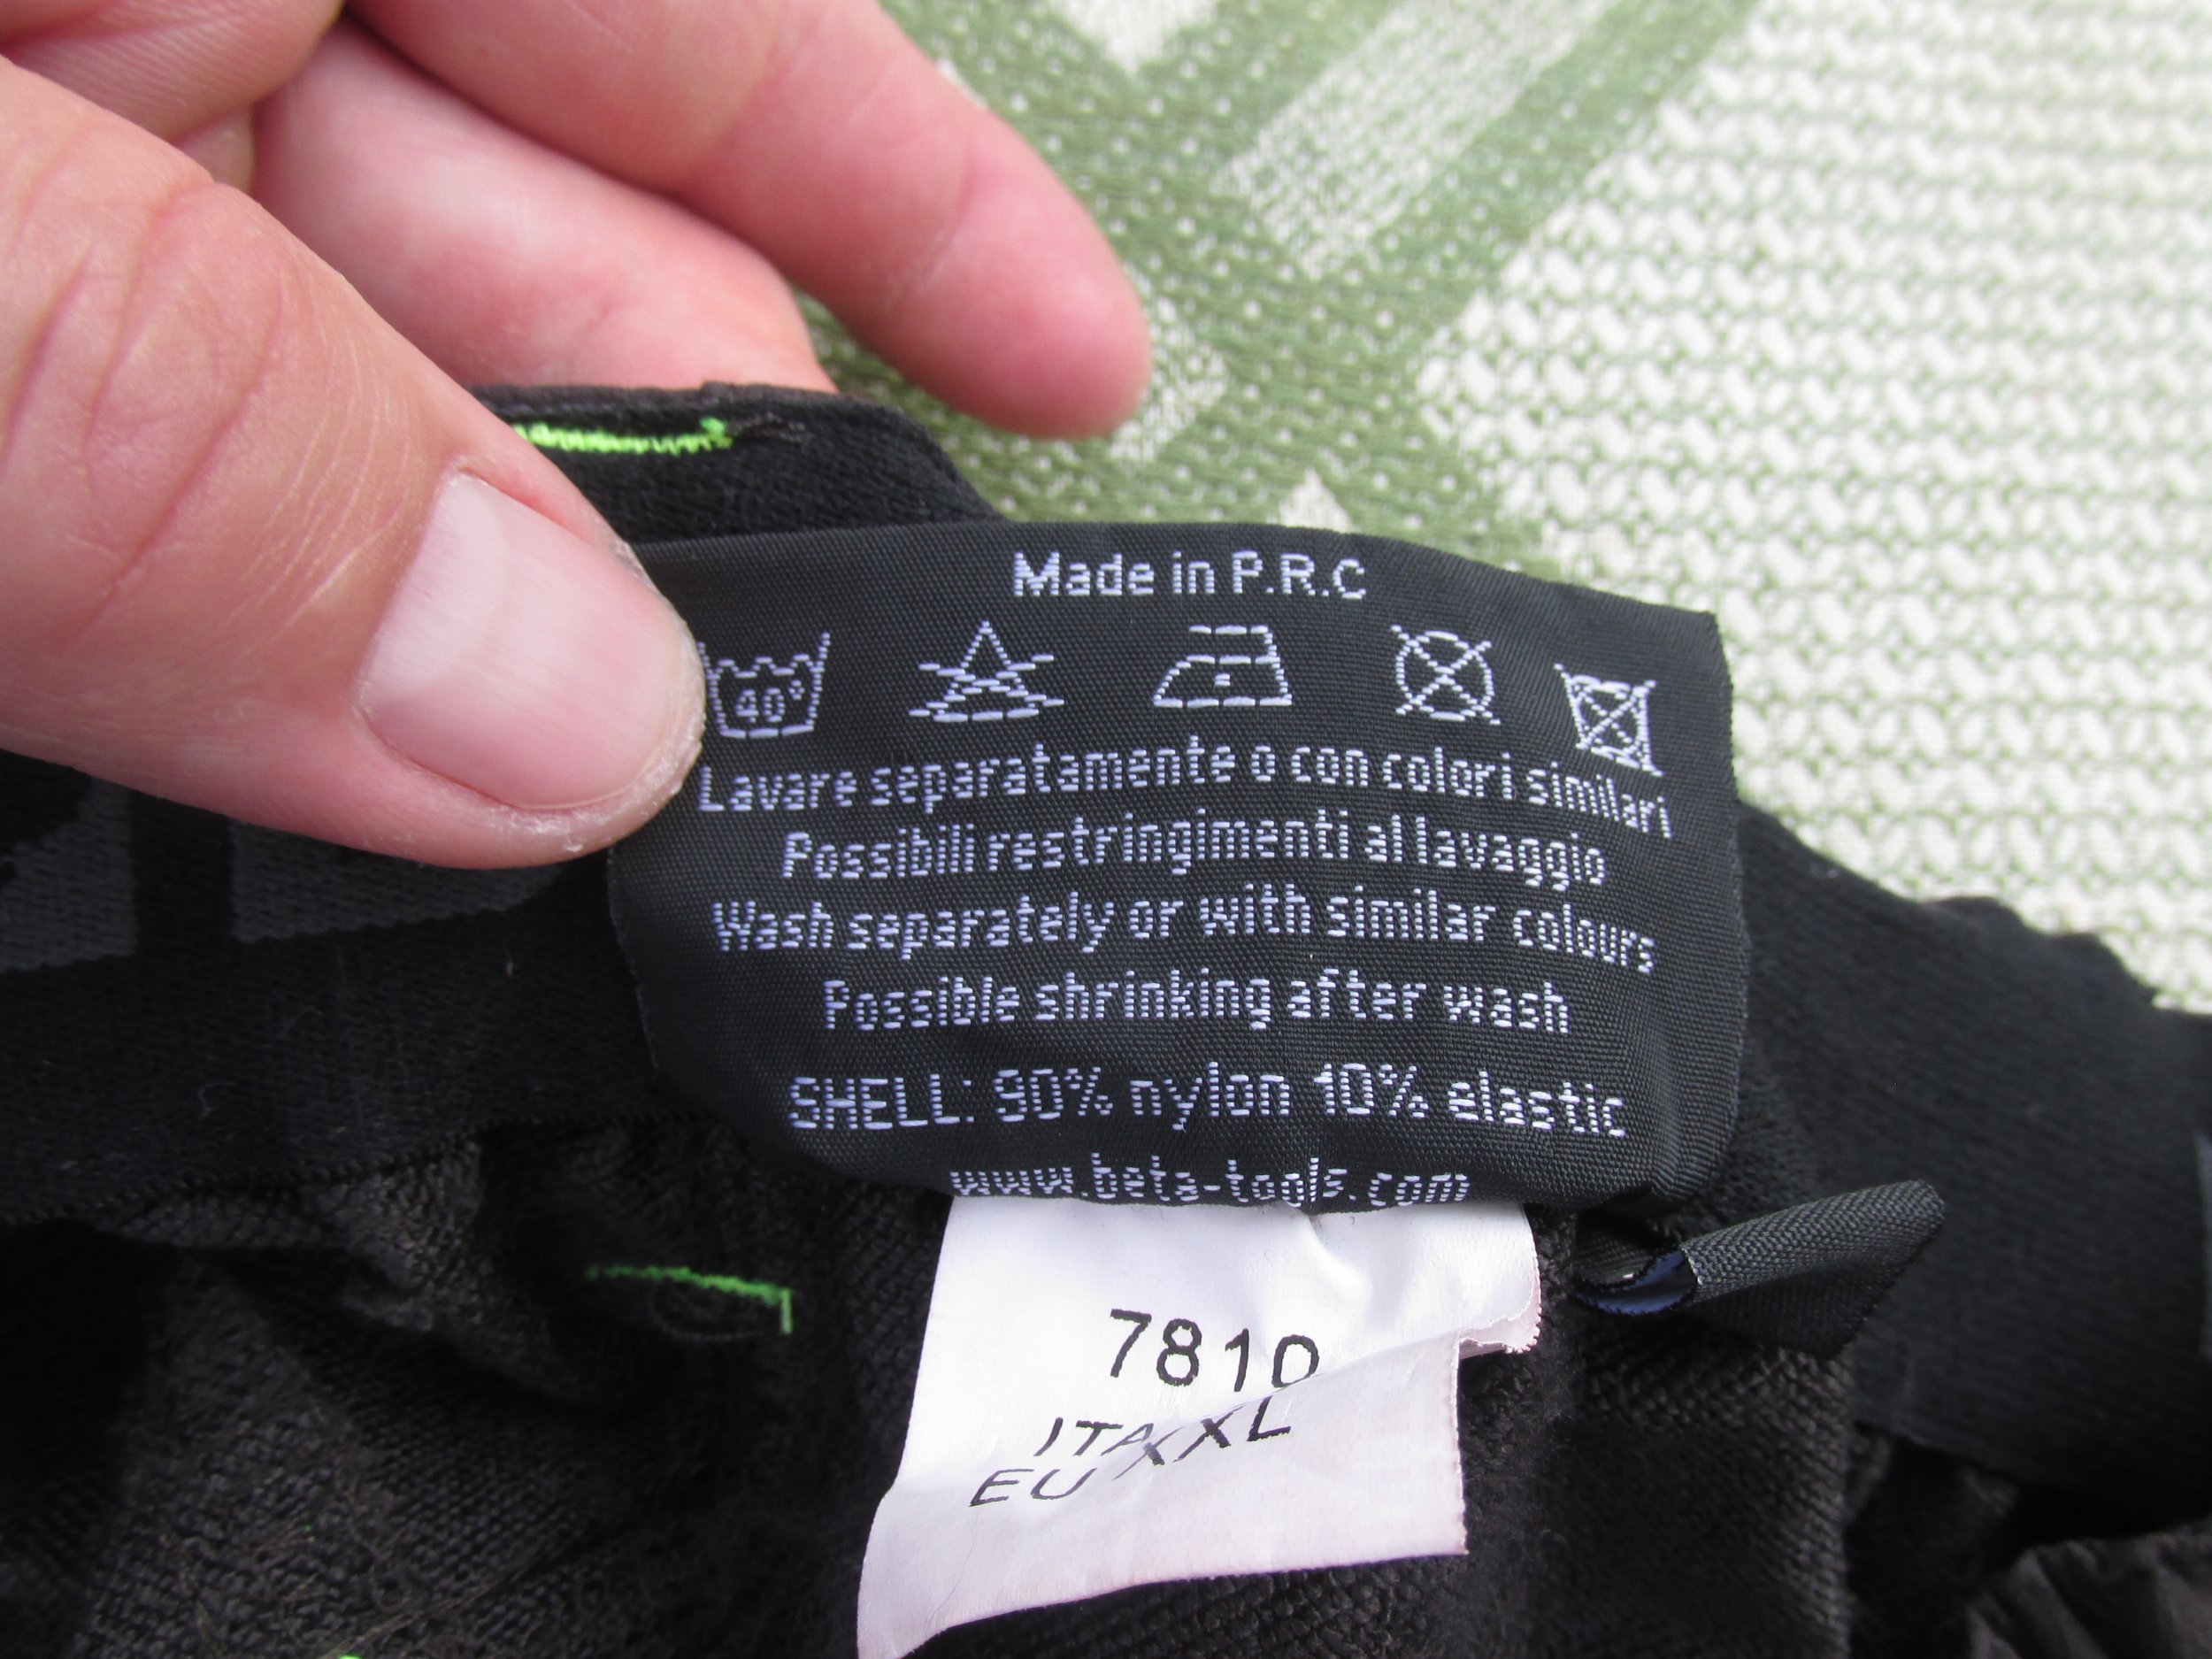 Made in P.R.C
40°
Lavare separatamente o con colori similari
Possibili restringimenti al lavaggio
Wash separately or with similar colours
Possible shrinking after wash
SHELL: 90% nylon 10% elastic
www.beta-tools.com
7810
ITA XXL
EU XXL